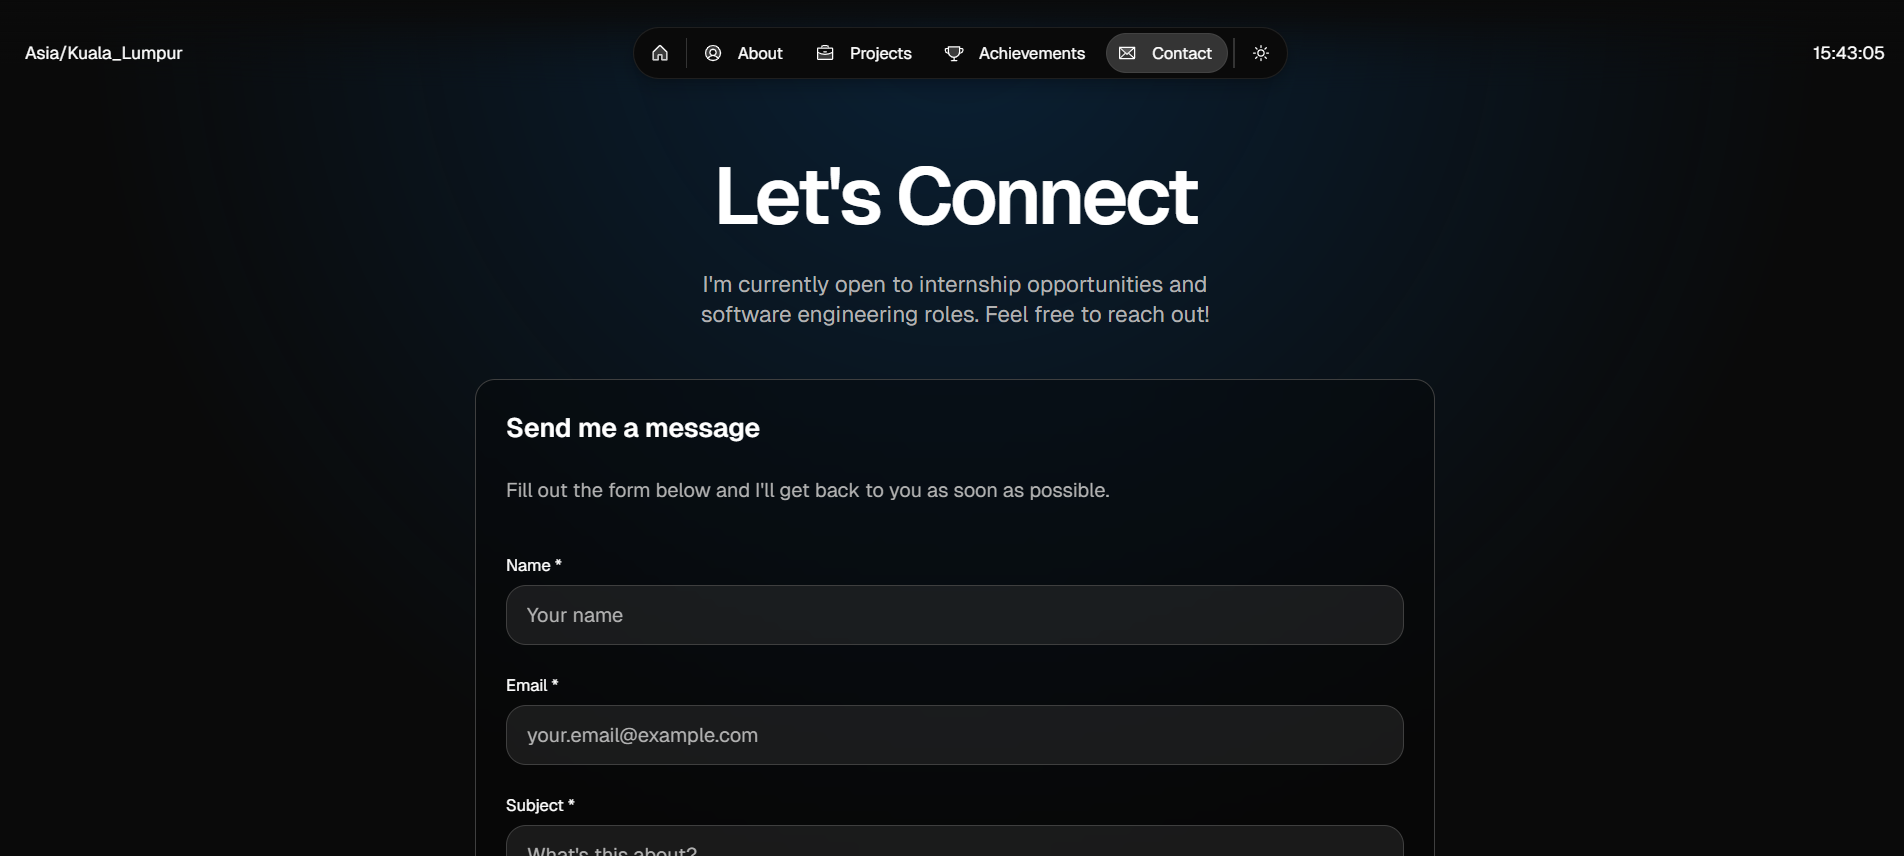 Asia/Kuala_Lumpur
About
Projects
Achievements
Contact
15:43:05
Let's Connect
I'm currently open to internship opportunities and
software engineering roles. Feel free to reach out!
Send me a message
Fill out the form below and I'll get back to you as soon as possible.
Name *
Your name
Email *
your.email@example.com
Subject *
What's this about?